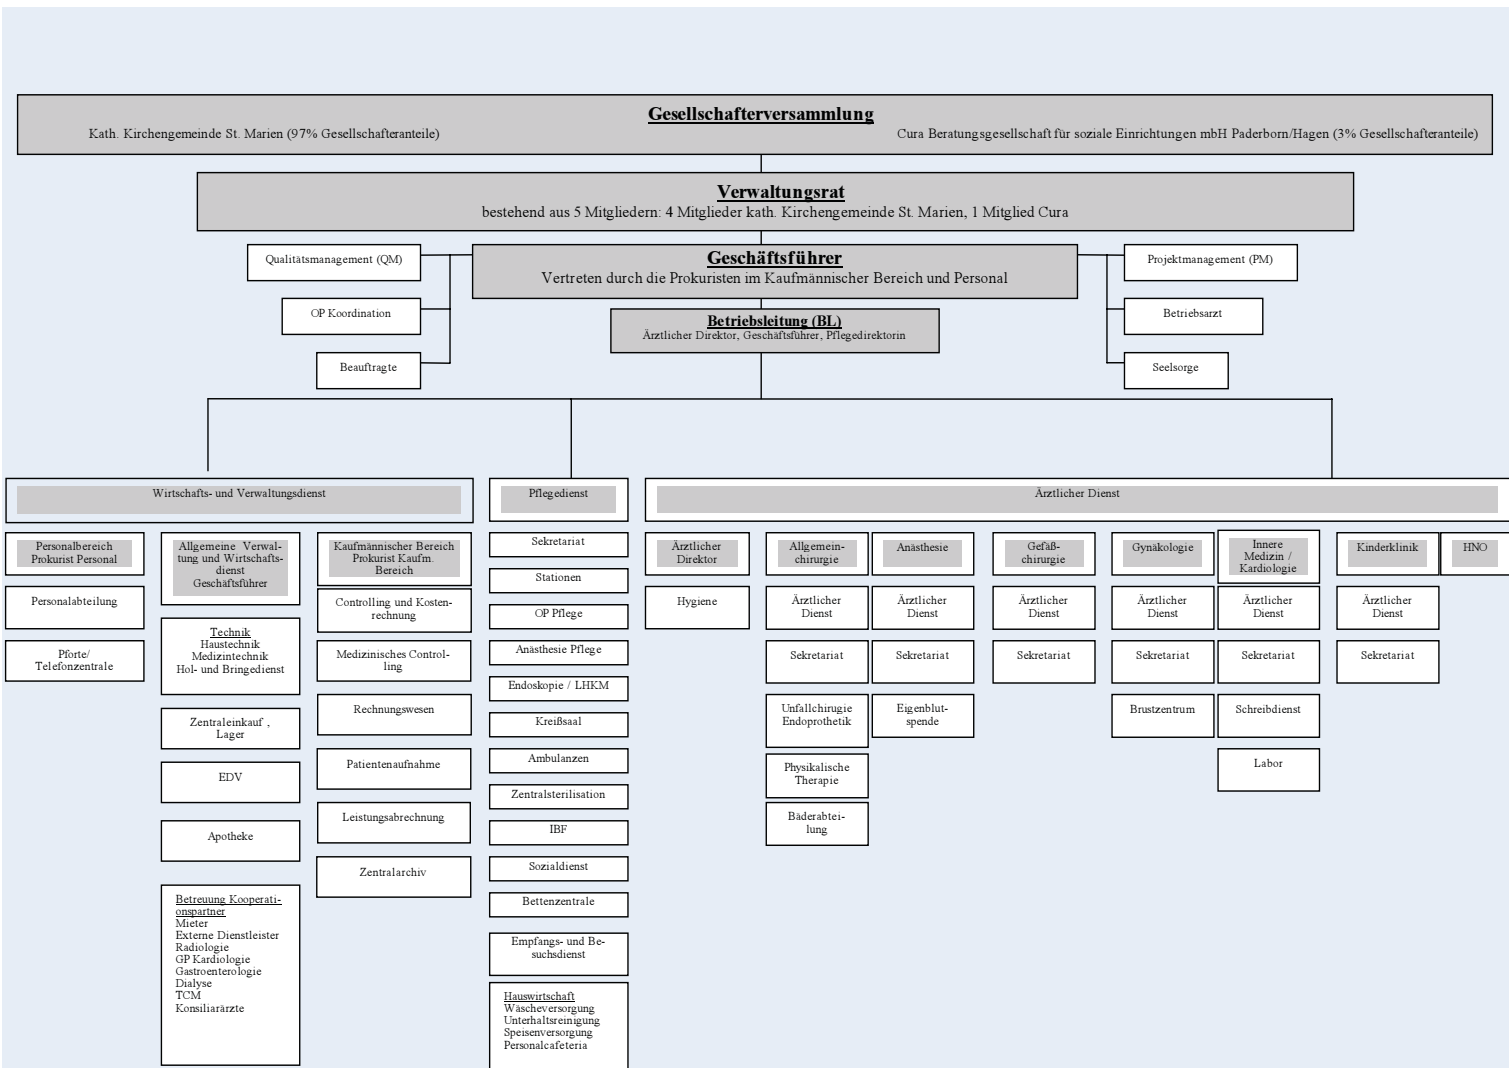 Gesellschafterversammlung
Kath. Kirchengemeinde St. Marien (97% Gesellschafteranteile)
Cura Beratungsgesellschaft für soziale Einrichtungen mbH Paderborn/Hagen (3% Gesellschafteranteile)
Verwaltungsrat
bestehend aus 5 Mitgliedern: 4 Mitglieder kath. Kirchengemeinde St. Marien, 1 Mitglied Cura
Geschäftsführer
Vertreten durch die Prokuristen im Kaufmännischer Bereich und Personal
Qualitätsmanagement (QM)
OP Koordination
Beauftragte
Projektmanagement (PM)
Betriebsarzt
Seelsorge
Betriebsleitung (BL)
Ärztlicher Direktor, Geschäftsführer, Pflegedirektorin
Wirtschafts- und Verwaltungsdienst
Personalbereich
Prokurist Personal
Personalabteilung
Pforte/
Telefonzentrale
Allgemeine Verwal-
tung und Wirtschafts-
dienst
Geschäftsführer
Technik
Haustechnik
Medizintechnik
Hol- und Bringedienst
Zentraleinkauf ,
Lager
EDV
Apotheke
Betreuung Kooperati-
onspartner
Mieter
Externe Dienstleister
Radiologie
GP Kardiologie
Gastroenterologie
Dialyse
TCM
Konsiliarärzte
Kaufmännischer Bereich
Prokurist Kaufm.
Bereich
Controlling und Kosten-
rechnung
Medizinisches Control-
ling
Rechnungswesen
Patientenaufnahme
Leistungsabrechnung
Zentralarchiv
Pflegedienst
Sekretariat
Stationen
OP Pflege
Anästhesie Pflege
Endoskopie / LHKM
Kreißsaal
Ambulanzen
Zentralsterilisation
IBF
Sozialdienst
Bettenzentrale
Empfangs- und Be-
suchsdienst
Hauswirtschaft
Wäscheversorgung
Unterhaltsreinigung
Speisenversorgung
Personalcafeteria
Ärztlicher Dienst
Ärztlicher
Direktor
Hygiene
Allgemein-
chirurgie
Ärztlicher
Dienst
Sekretariat
Unfallchirugie
Endoprothetik
Physikalische
Therapie
Bäderabtei-
lung
Anästhesie
Ärztlicher
Dienst
Sekretariat
Eigenblut-
spende
Gefäß-
chirurgie
Ärztlicher
Dienst
Sekretariat
Gynäkologie
Ärztlicher
Dienst
Sekretariat
Brustzentrum
Innere
Medizin /
Kardiologie
Ärztlicher
Dienst
Sekretariat
Schreibdienst
Labor
Kinderklinik
Ärztlicher
Dienst
Sekretariat
HNO